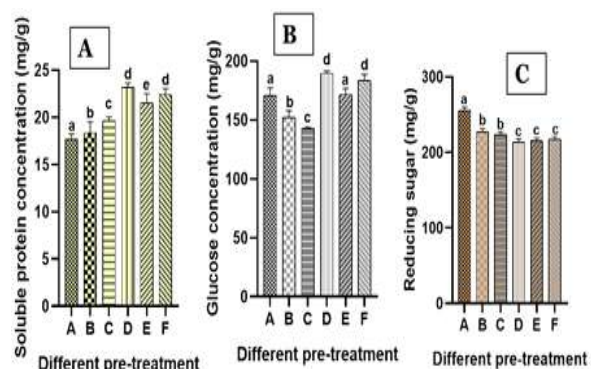 A
Soluble protein concentration (mg/g)
25
20
15
10
5
0
a
b
c
d
e
d
A B C D E F
Different pre-treatment
B
Glucose concentration (mg/g)
200
150
100
50
0
a
b
c
d
a
d
A B C D E F
Different pre-treatment
C
Reducing sugar (mg/g)
300
200
100
0
a
b
b
c
c
c
A B C D E F
Different pre-treatment